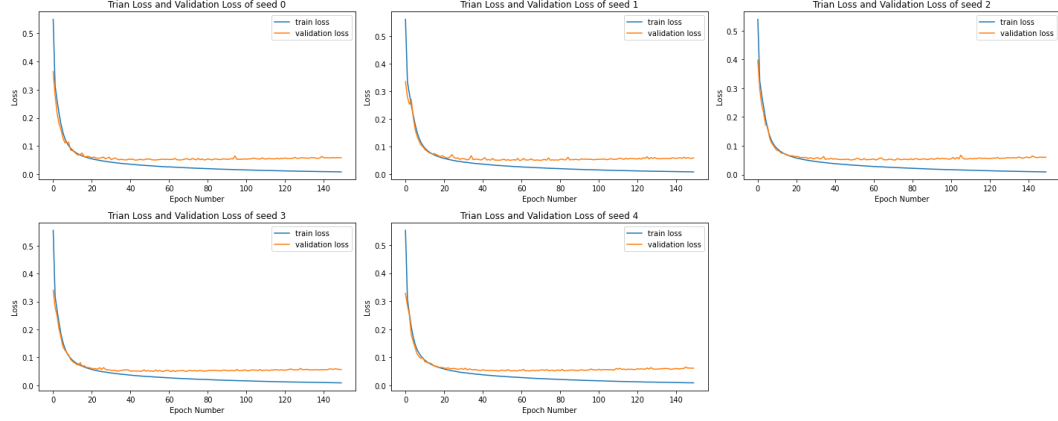 Trian Loss and Validation Loss of seed 0
train loss
validation loss
Loss
0.5
0.4
0.3
0.2
0.1
0.0
0 20 40 60 80 100 120 140
Epoch Number
Trian Loss and Validation Loss of seed 1
train loss
validation loss
Loss
0.5
0.4
0.3
0.2
0.1
0.0
0 20 40 60 80 100 120 140
Epoch Number
Trian Loss and Validation Loss of seed 2
train loss
validation loss
Loss
0.5
0.4
0.3
0.2
0.1
0.0
0 20 40 60 80 100 120 140
Epoch Number
Trian Loss and Validation Loss of seed 3
train loss
validation loss
Loss
0.5
0.4
0.3
0.2
0.1
0.0
0 20 40 60 80 100 120 140
Epoch Number
Trian Loss and Validation Loss of seed 4
train loss
validation loss
Loss
0.5
0.4
0.3
0.2
0.1
0.0
0 20 40 60 80 100 120 140
Epoch Number